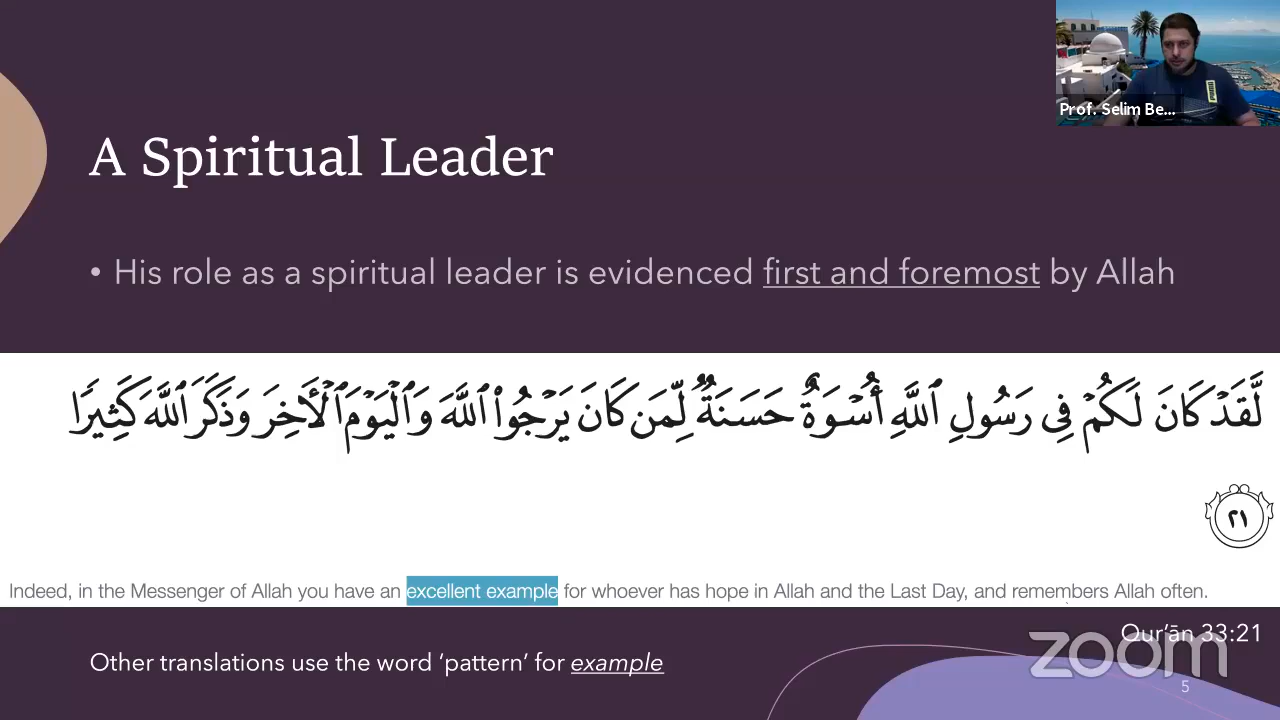 Prof. Selim Be...
A Spiritual Leader
• His role as a spiritual leader is evidenced first and foremost by Allah
لَّقَدْ كَانَ لَكُمْ فِى رَسُولِ ٱللَّهِ أُسْوَةٌ حَسَنَةٌ لِّمَن كَانَ يَرْجُوا۟ ٱللَّهَ وَٱلْيَوْمَ ٱلْـَٔاخِرَ وَذَكَرَ ٱللَّهَ كَثِيرًا
٢١
Indeed, in the Messenger of Allah you have an excellent example for whoever has hope in Allah and the Last Day, and remembers Allah often.
Qur’ān 33:21
Other translations use the word ‘pattern’ for example
zoom
5